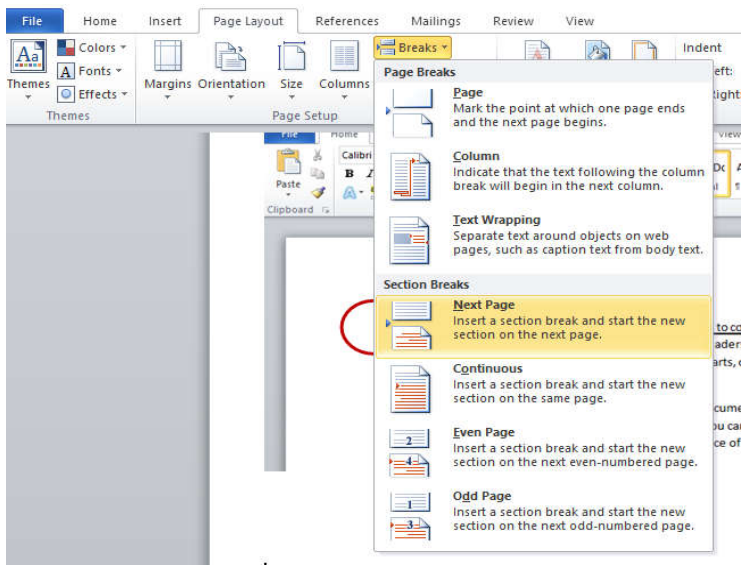 File Home Insert Page Layout References Mailings Review View
Colors
Fonts
Effects
Themes
Margins Orientation Size Columns
Breaks
Indent
Themes
Page Setup
Page Breaks
Page
Mark the point at which one page ends
and the next page begins.
Column
Indicate that the text following the column
break will begin in the next column.
Text Wrapping
Separate text around objects on web
pages, such as caption text from body text.
Section Breaks
Next Page
Insert a section break and start the new
section on the next page.
Continuous
Insert a section break and start the new
section on the same page.
Even Page
Insert a section break and start the new
section on the next even-numbered page.
Odd Page
Insert a section break and start the new
section on the next odd-numbered page.
Home
Calibri
B I
Paste
Clipboard